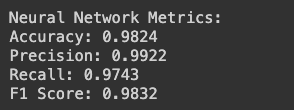 Neural Network Metrics:
Accuracy: 0.9824
Precision: 0.9922
Recall: 0.9743
F1 Score: 0.9832